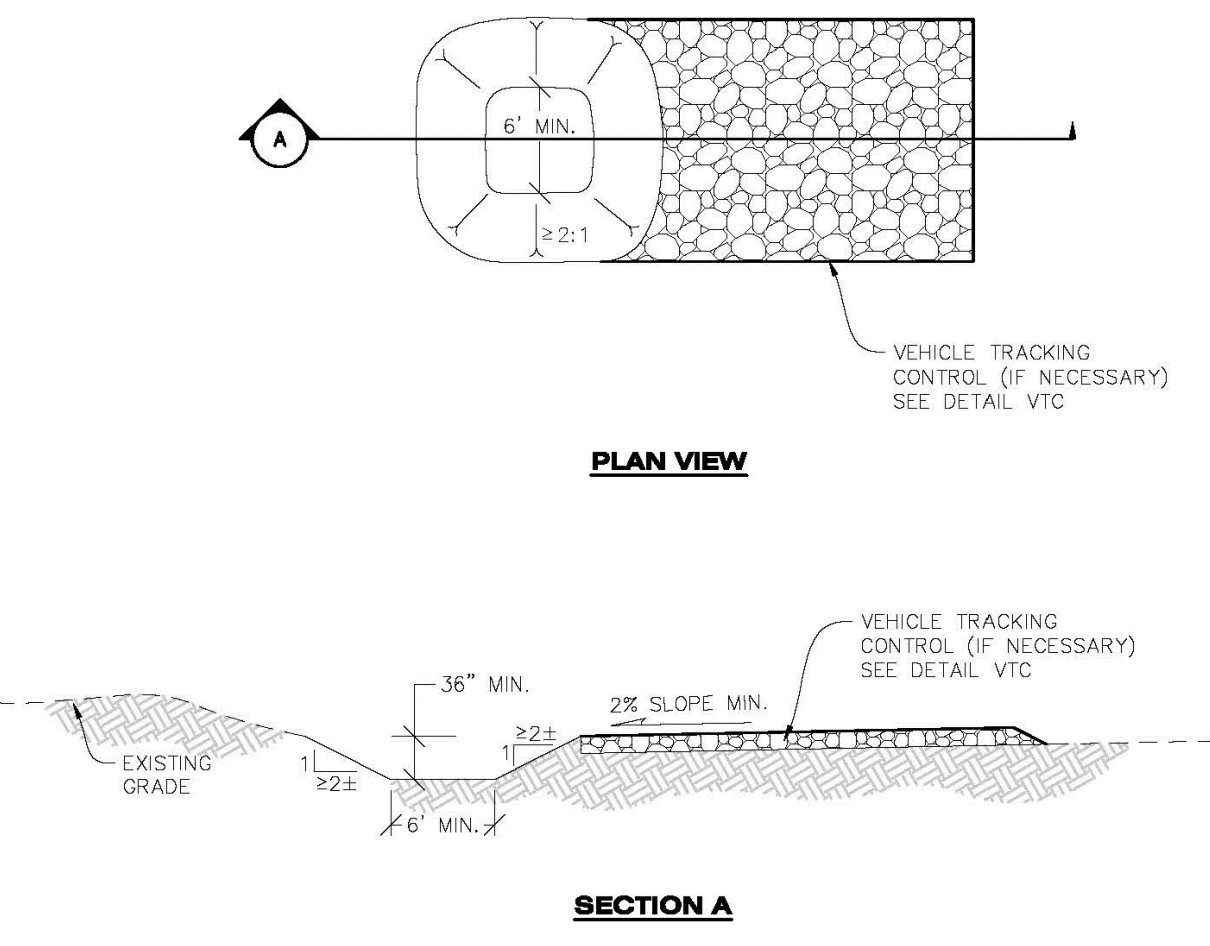 A
6' MIN.
≥2:1
VEHICLE TRACKING
CONTROL (IF NECESSARY)
SEE DETAIL VTC
PLAN VIEW
VEHICLE TRACKING
CONTROL (IF NECESSARY)
SEE DETAIL VTC
36" MIN.
2% SLOPE MIN.
≥2±
1
EXISTING
GRADE
1
≥2±
6' MIN.
SECTION A